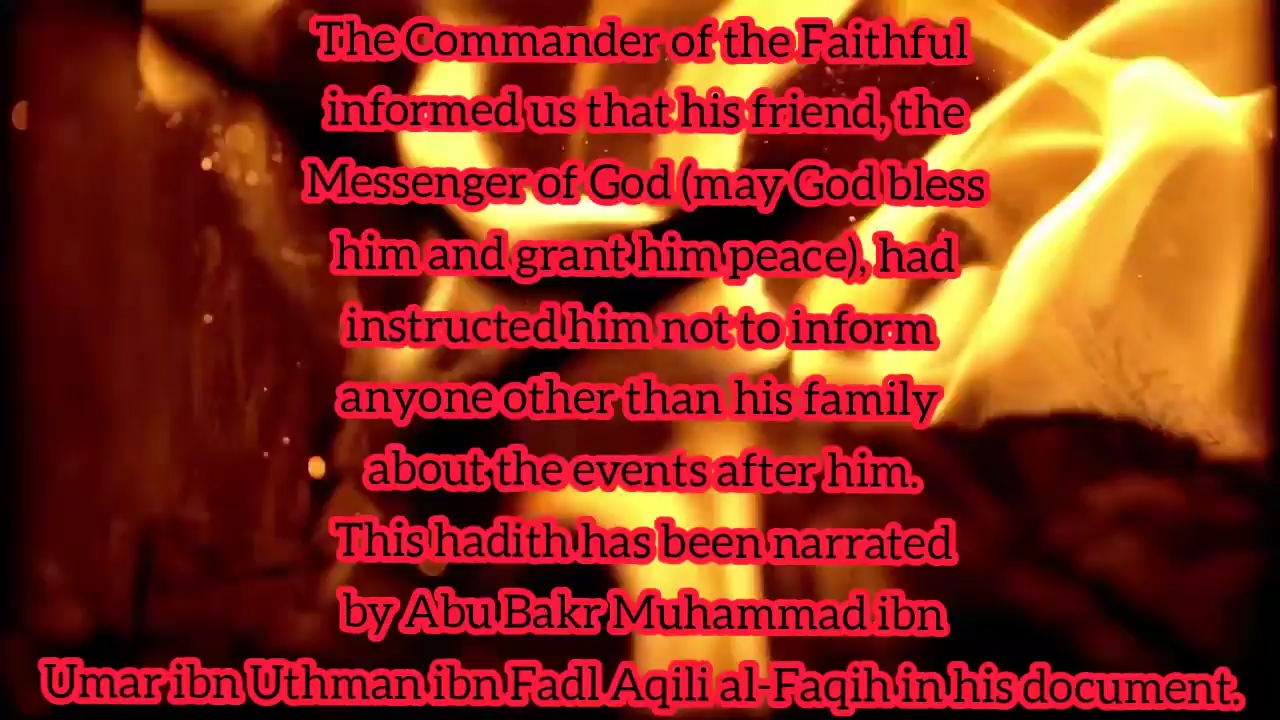 The Commander of the Faithful
informed us that his friend, the
Messenger of God (may God bless
him and grant him peace), had
instructed him not to inform
anyone other than his family
about the events after him.
This hadith has been narrated
by Abu Bakr Muhammad ibn
Umar ibn Uthman ibn Fadl Aqili al-Faqih in his document.